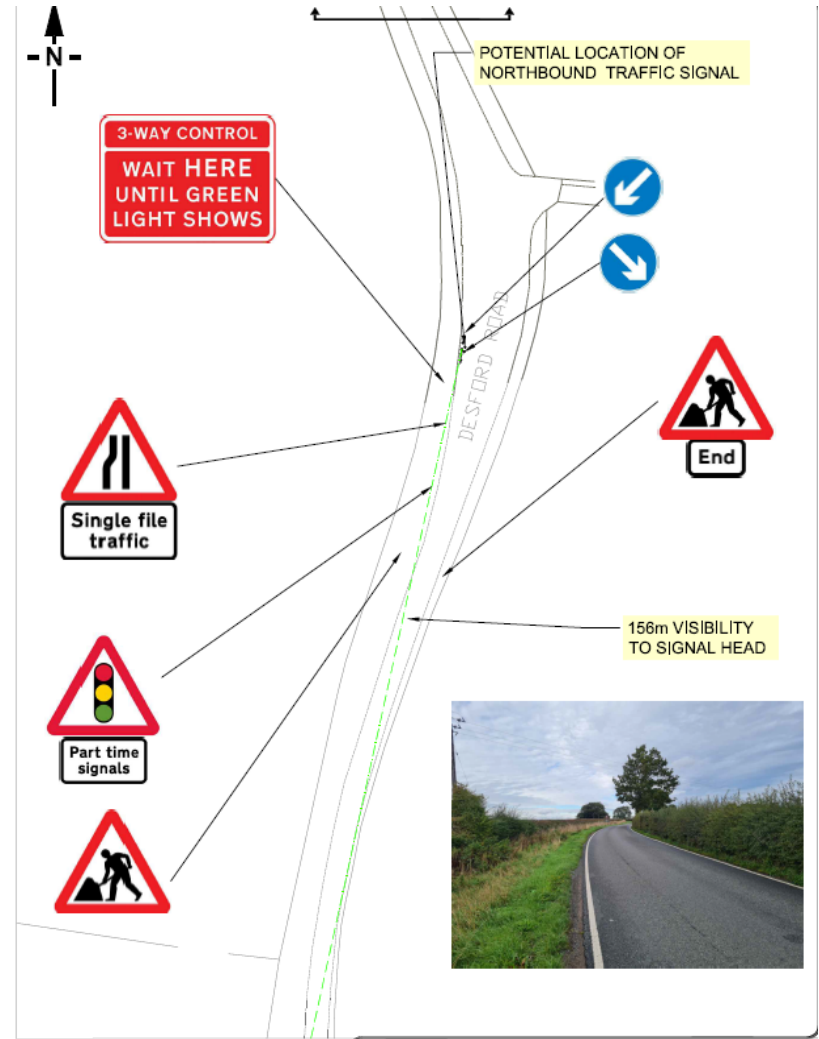 N
POTENTIAL LOCATION OF
NORTHBOUND TRAFFIC SIGNAL
3-WAY CONTROL
WAIT HERE
UNTIL GREEN
LIGHT SHOWS
DESFORD ROAD
End
Single file
traffic
156m VISIBILITY
TO SIGNAL HEAD
Part time
signals